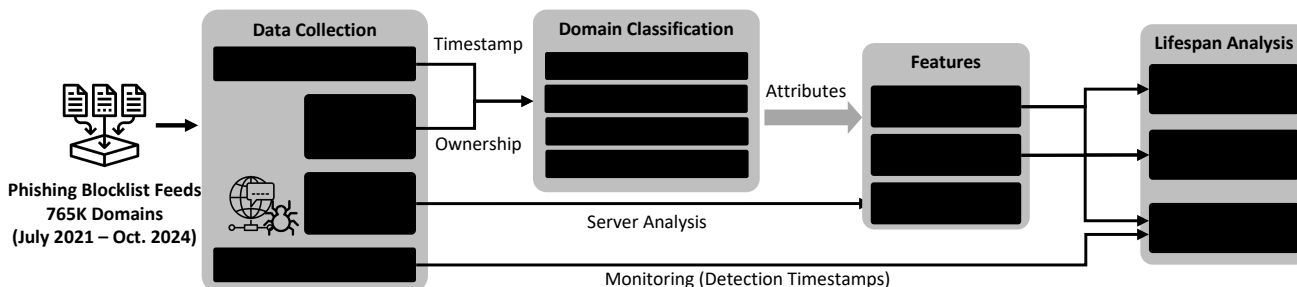 Phishing Blocklist Feeds
765K Domains
(July 2021 – Oct. 2024)
Data Collection
Timestamp
Ownership
Domain Classification
Attributes
Server Analysis
Features
Monitoring (Detection Timestamps)
Lifespan Analysis